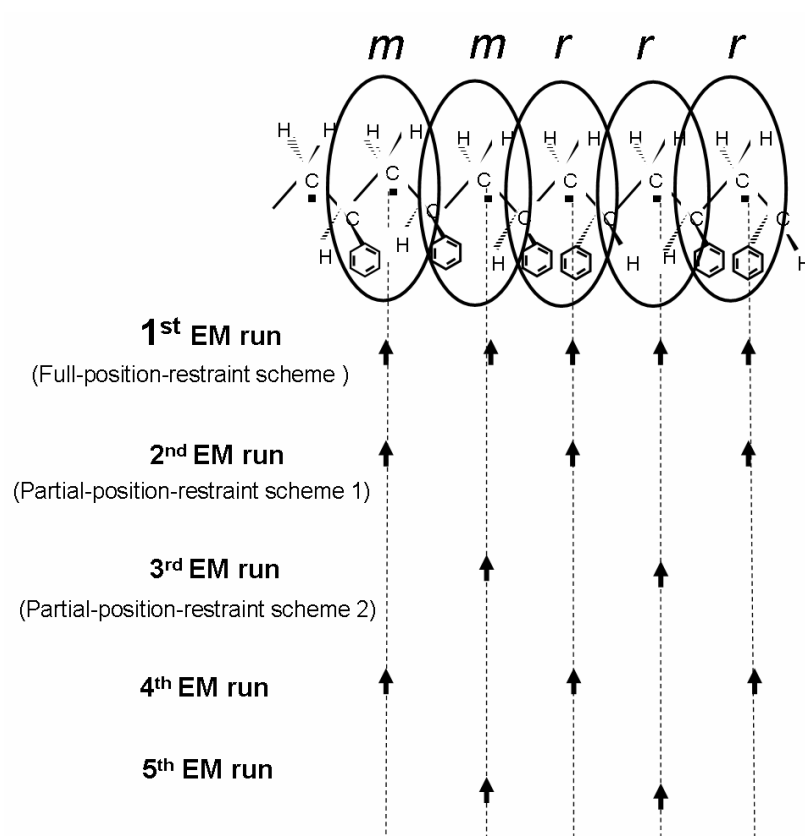 m m r r r
H H H H H H H H H H H H
C C C C C C
C C C C C C
H H H H H H
1st EM run
(Full-position-restraint scheme )
2nd EM run
(Partial-position-restraint scheme 1)
3rd EM run
(Partial-position-restraint scheme 2)
4th EM run
5th EM run